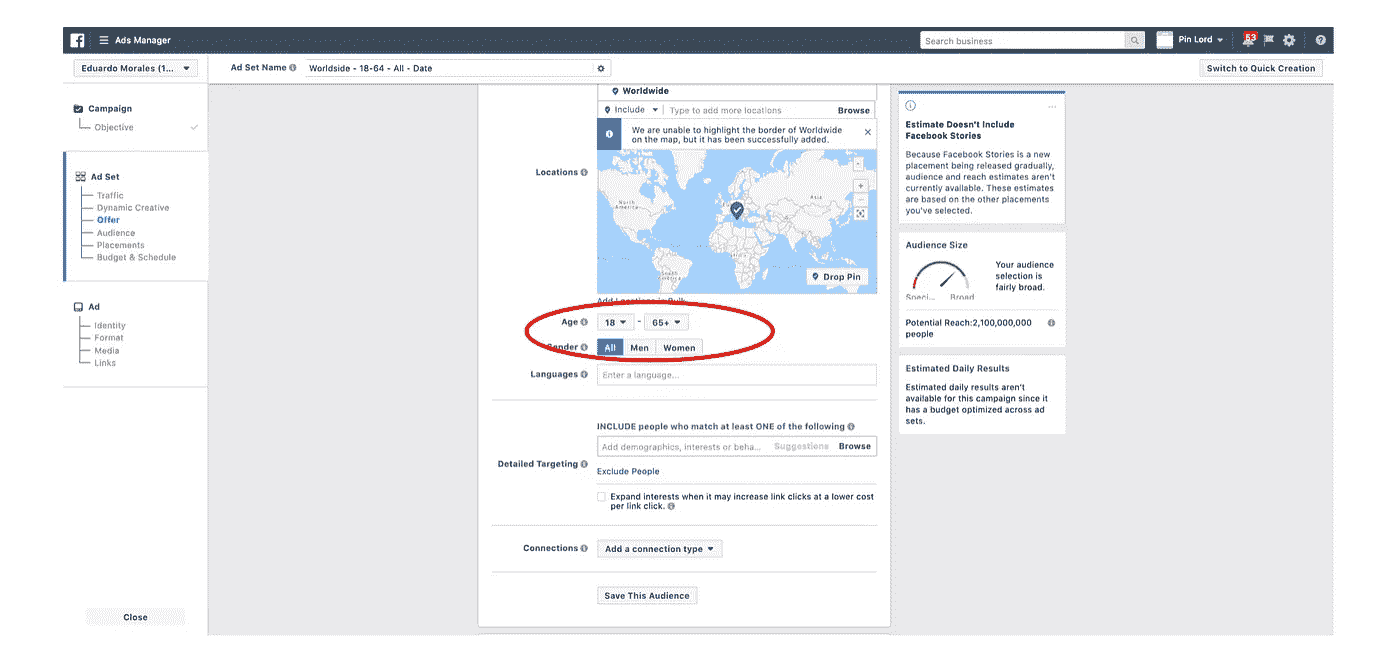 Ads Manager
Search business
Pin Lord
53
Eduardo Morales (1...
Ad Set Name
Worldside - 18-64 - All - Date
Switch to Quick Creation
Campaign
Objective
Ad Set
Traffic
Dynamic Creative
Offer
Audience
Placements
Budget & Schedule
Ad
Identity
Format
Media
Links
Close
Worldwide
Include
Type to add more locations
Browse
We are unable to highlight the border of Worldwide
on the map, but it has been successfully added.
Locations
North
America
Asia
Africa
South
America
Drop Pin
Add Locations in Bulk
Age
18
-
65+
Gender
All
Men
Women
Languages
Enter a language...
INCLUDE people who match at least ONE of the following
Detailed Targeting
Add demographics, interests or beha...
Suggestions
Browse
Exclude People
Expand interests when it may increase link clicks at a lower cost
per link click.
Connections
Add a connection type
Save This Audience
Estimate Doesn't Include
Facebook Stories
Because Facebook Stories is a new
placement being released gradually,
audience and reach estimates aren't
currently available. These estimates
are based on the other placements
you've selected.
Audience Size
Your audience
selection is
fairly broad.
Speci...
Broad
Potential Reach:2,100,000,000
people
Estimated Daily Results
Estimated daily results aren't
available for this campaign since it
has a budget optimized across ad
sets.